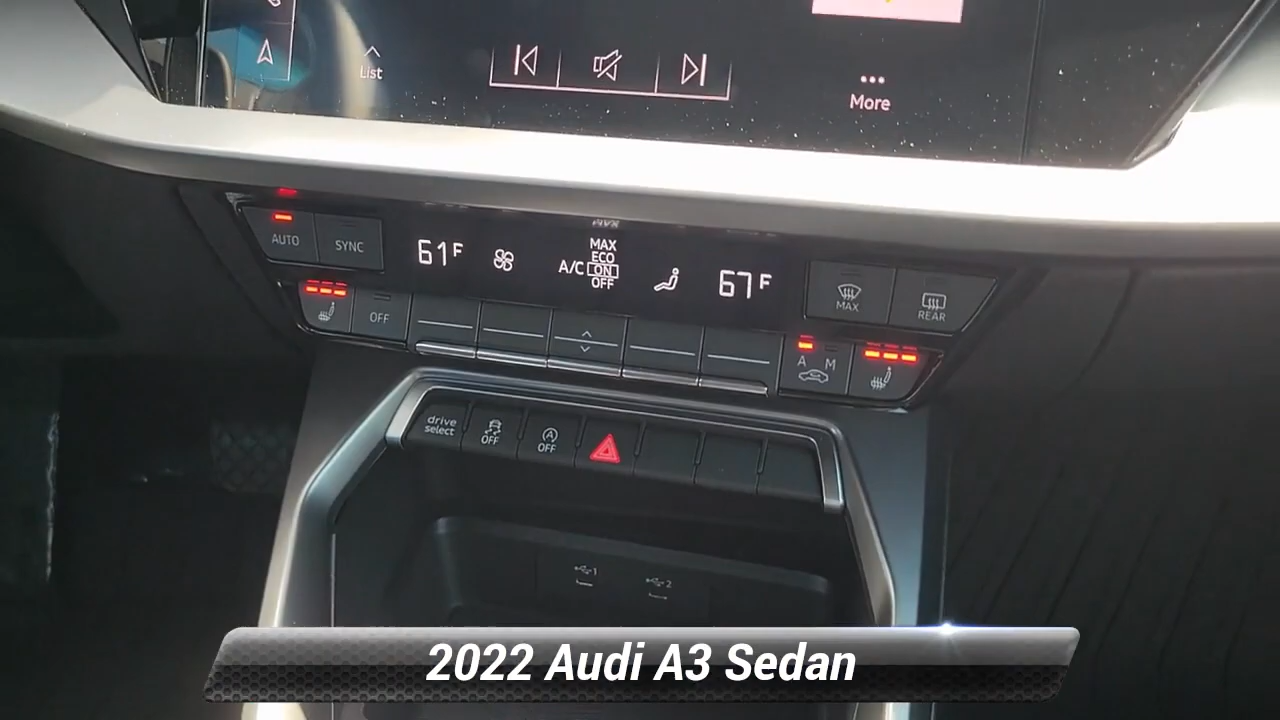 List
More
AUTO
SYNC
61F
MAX
ECO
A/C ON
OFF
67F
MAX
REAR
OFF
A M
drive
select
OFF
A
OFF
1
2
2022 Audi A3 Sedan